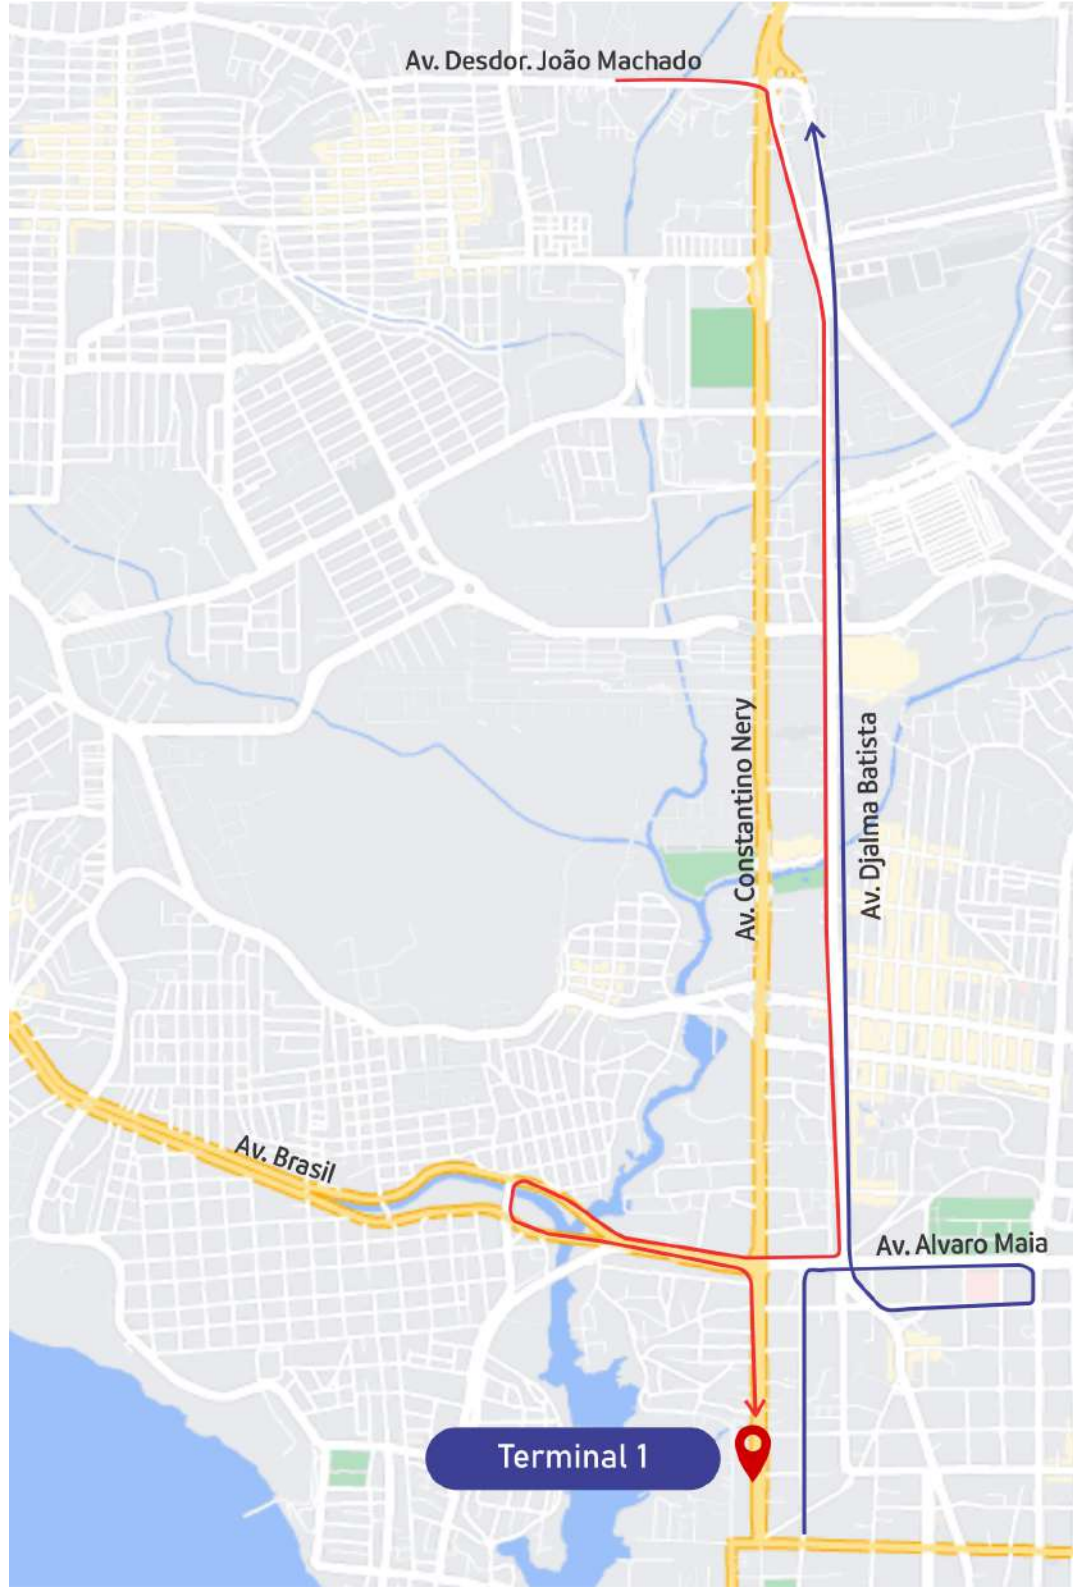 Av. Desdor. João Machado
Av. Constantino Nery
Av. Djalma Batista
Av. Brasil
Av. Alvaro Maia
Terminal 1